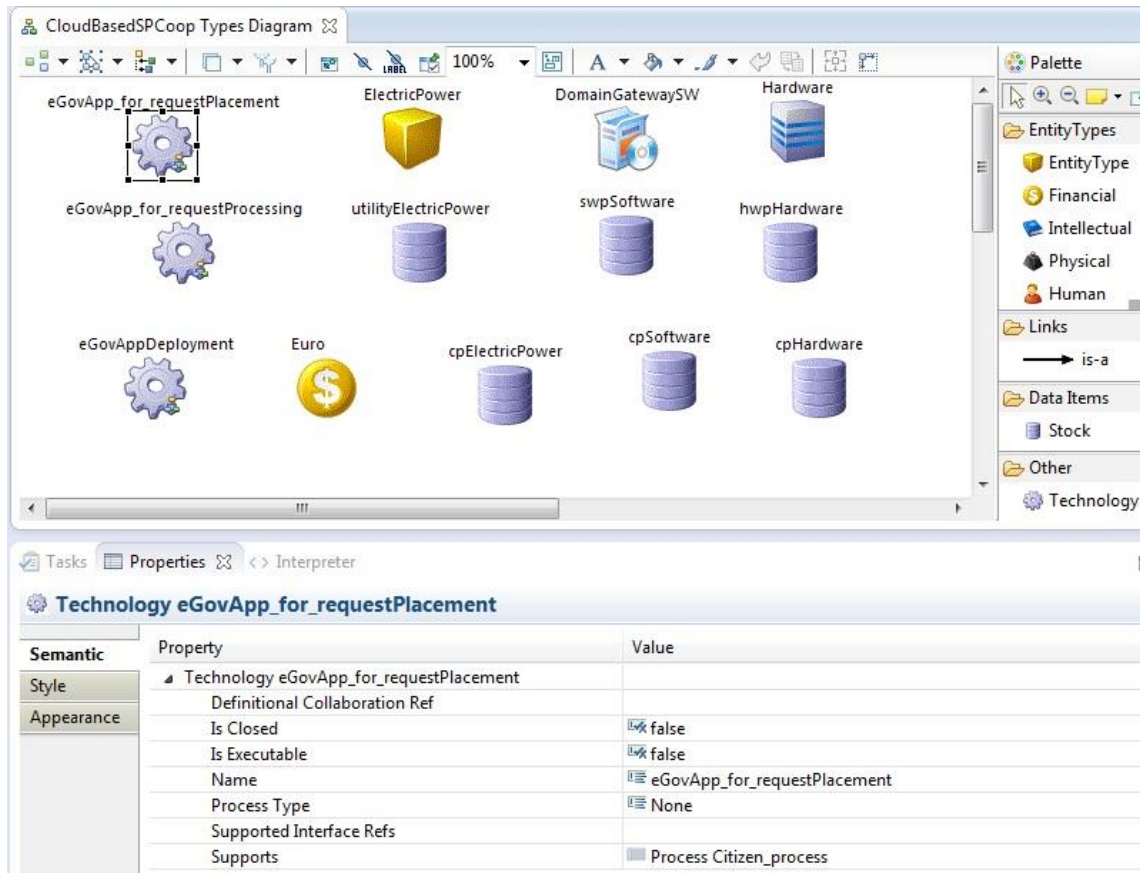 CloudBasedSPCoop Types Diagram
LABEL 100% A
Palette
eGovApp_for_requestPlacement ElectricPower DomainGatewaySW Hardware
eGovApp_for_requestProcessing utilityElectricPower swpSoftware hwpHardware
eGovAppDeployment Euro cpElectricPower cpSoftware cpHardware
EntityTypes
EntityType
Financial
Intellectual
Physical
Human
Links
is-a
Data Items
Stock
Other
Technology
Tasks Properties <> Interpreter
Technology eGovApp_for_requestPlacement
Semantic
Style
Appearance
Property Value
Technology eGovApp_for_requestPlacement
Definitional Collaboration Ref
Is Closed false
Is Executable false
Name eGovApp_for_requestPlacement
Process Type None
Supported Interface Refs
Supports Process Citizen_process